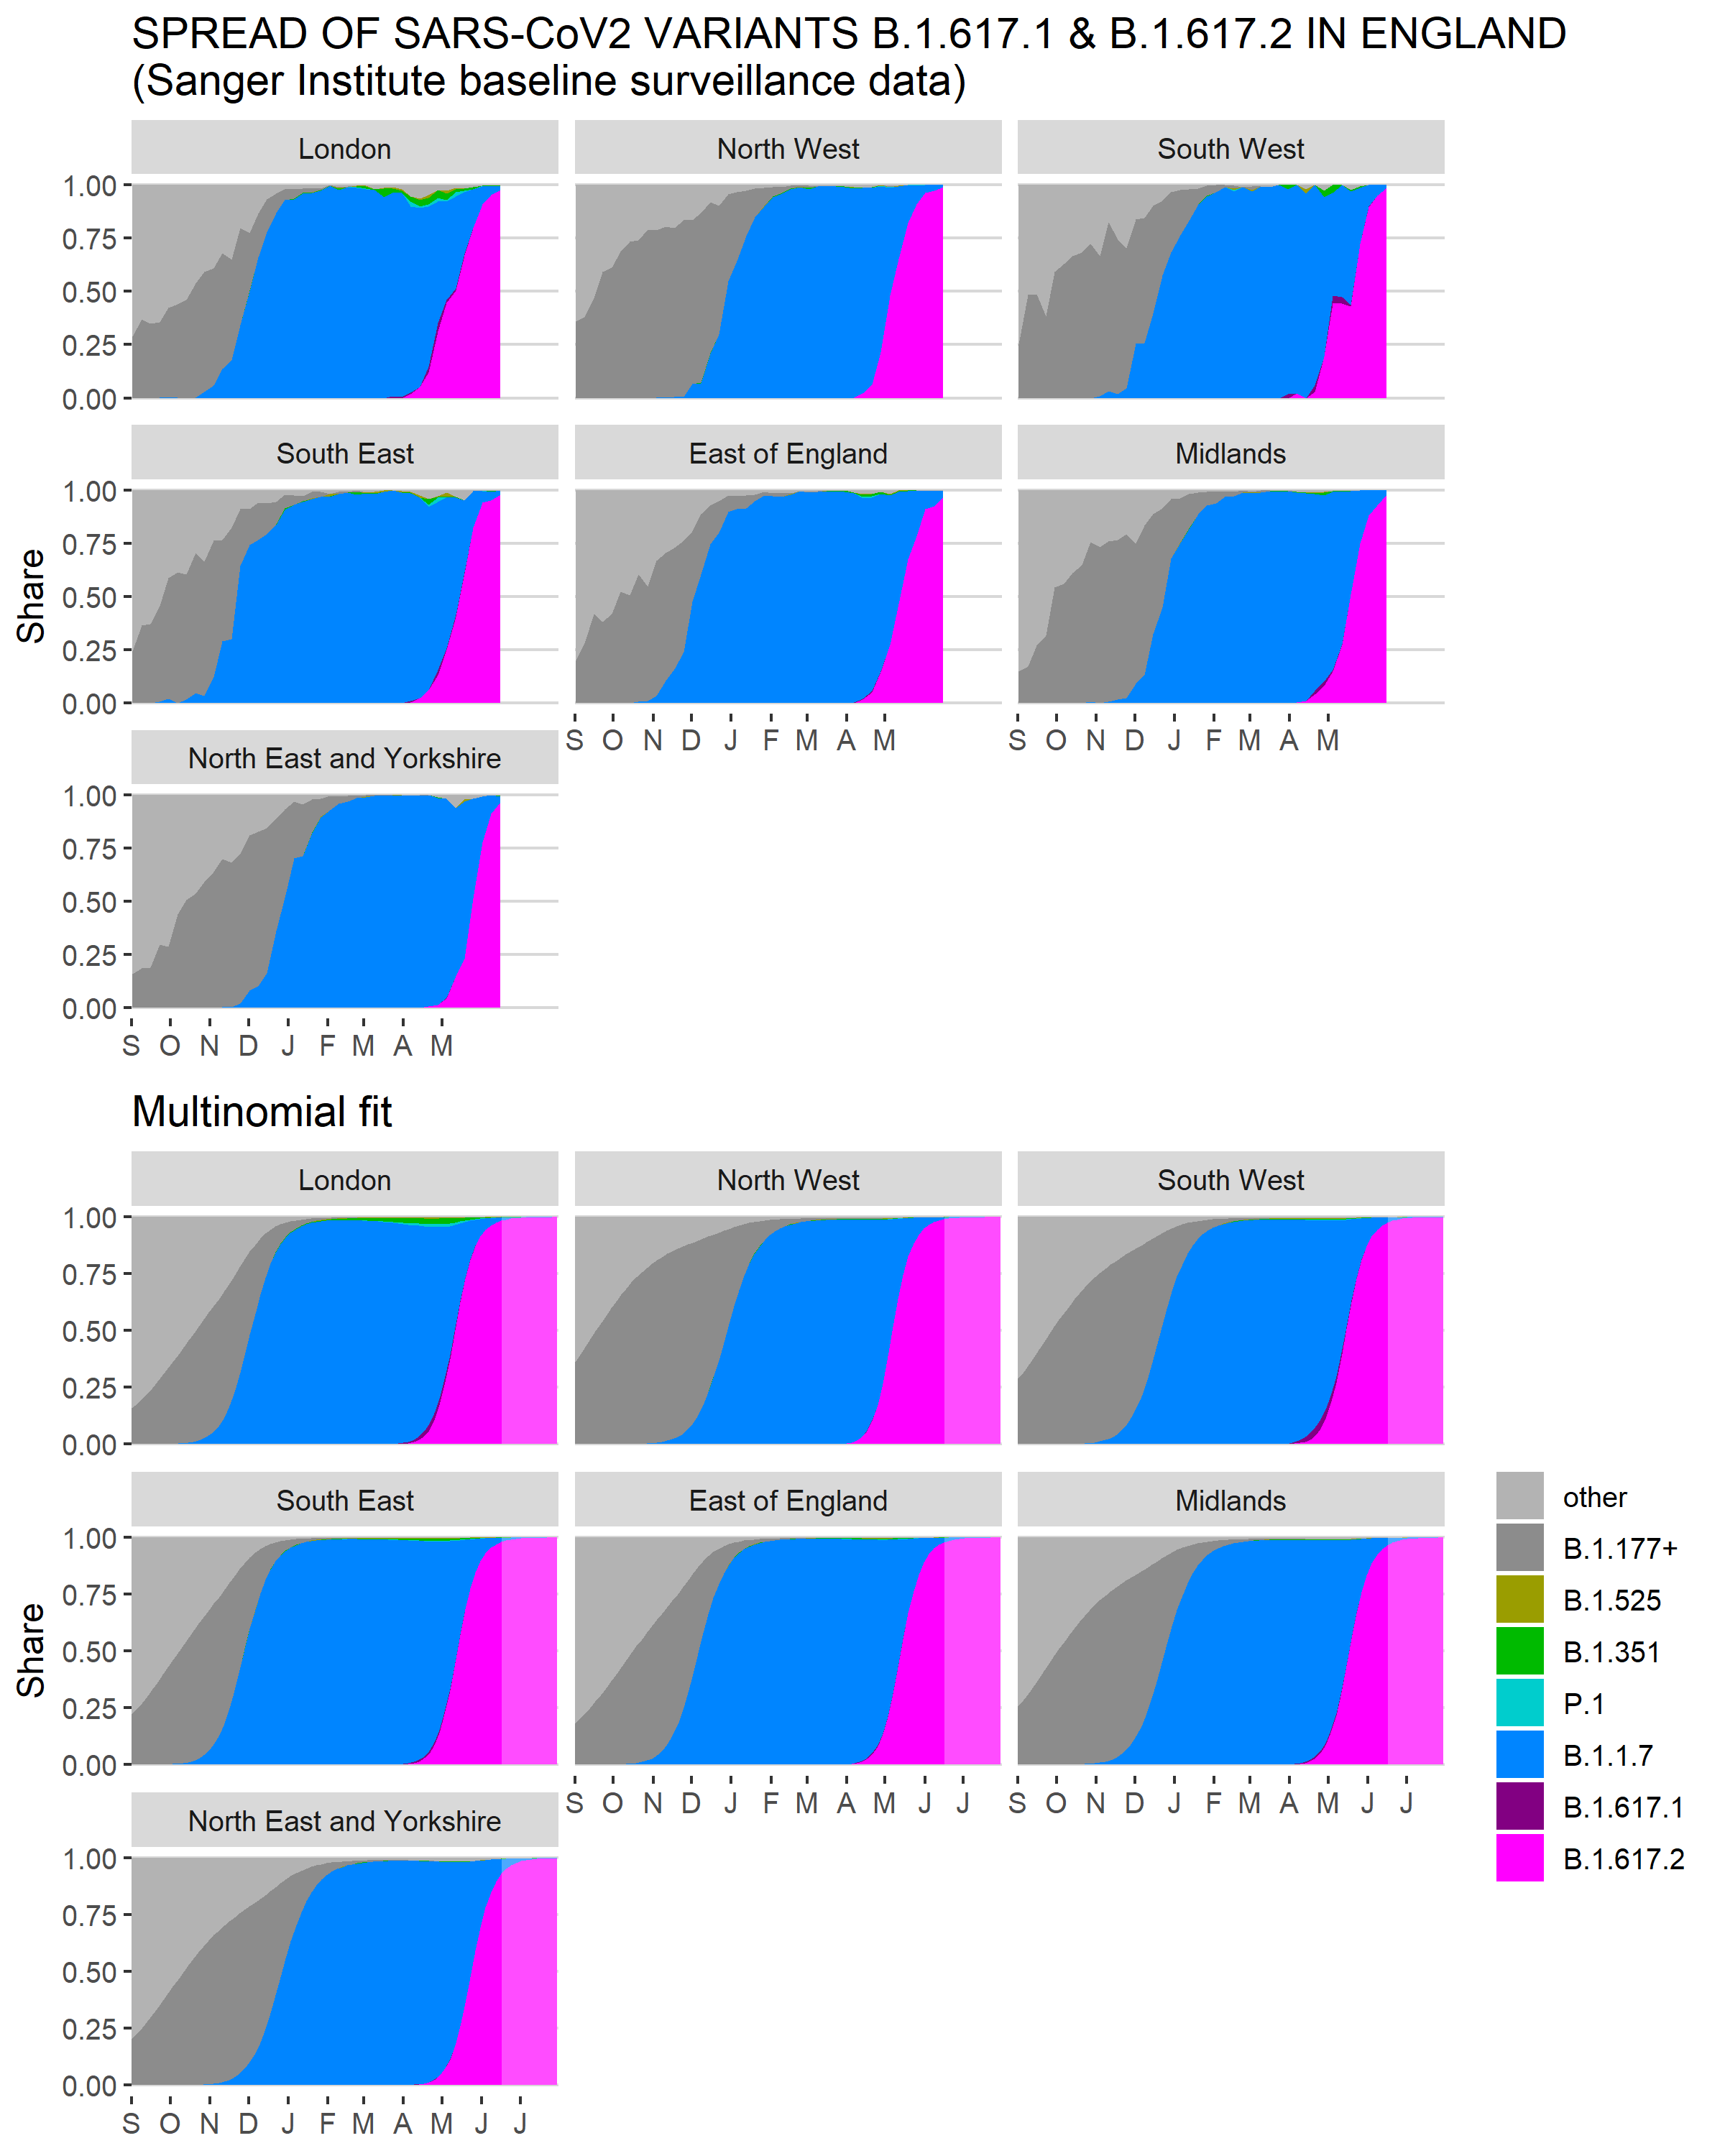 SPREAD OF SARS-CoV2 VARIANTS B.1.617.1 & B.1.617.2 IN ENGLAND
(Sanger Institute baseline surveillance data)
London North West South West
1.00
0.75
0.50
0.25
0.00
South East East of England Midlands
1.00
0.75
0.50
0.25
0.00
Share
S O N D J F M A M S O N D J F M A M
North East and Yorkshire
1.00
0.75
0.50
0.25
0.00
S O N D J F M A M
Multinomial fit
London North West South West
1.00
0.75
0.50
0.25
0.00
South East East of England Midlands
1.00
0.75
0.50
0.25
0.00
Share
S O N D J F M A M J J S O N D J F M A M J J
North East and Yorkshire
1.00
0.75
0.50
0.25
0.00
S O N D J F M A M J J
other
B.1.177+
B.1.525
B.1.351
P.1
B.1.1.7
B.1.617.1
B.1.617.2